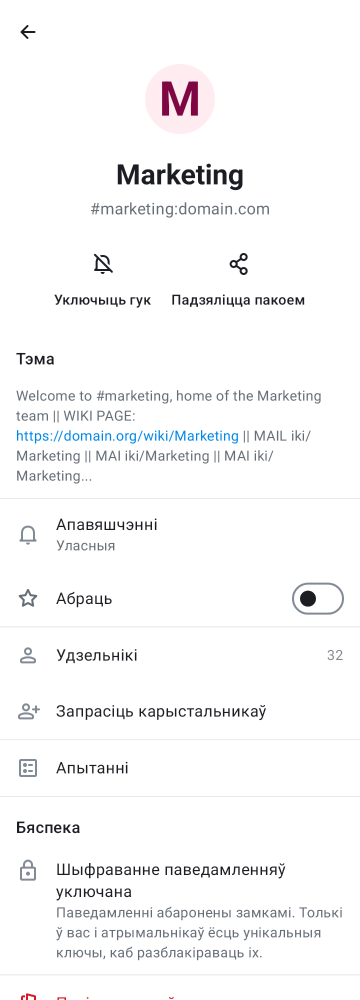 M
Marketing
#marketing:domain.com
Уключыць гук
Падзяліцца пакоем
Тэма
Welcome to #marketing, home of the Marketing
team || WIKI PAGE:
https://domain.org/wiki/Marketing || MAIL iki/
Marketing || MAI iki/Marketing || MAI iki/
Marketing...
Апавяшчэнні
Уласныя
Абраць
Удзельнікі 32
Запрасіць карыстальнікаў
Апытанні
Бяспека
Шыфраванне паведамленняў
уключана
Паведамленні абаронены замкамі. Толькі
ў вас і атрымальнікаў ёсць унікальныя
ключы, каб разблакіраваць іх.